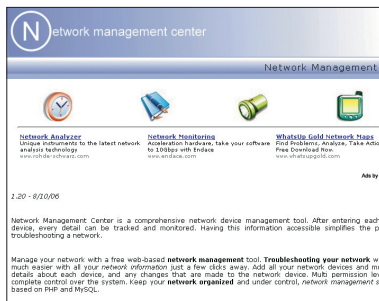 Network management center
Network Management
Network Analyzer
Unique instruments to the latest network
analysis technology
www.rohde-schwarz.com
Network Monitoring
Acceleration hardware, take your software
to 10Gbps with Endace
www.endace.com
WhatsUp Gold Network Maps
Find Problems, Analyze, Take Actio
Free Download Now.
www.whatsupgold.com
Ads by
1.20 - 8/10/06
Network Management Center is a comprehensive network device management tool. After entering each
device, every detail can be tracked and monitored. Having this information accessible simplifies the p
troubleshooting a network.
Manage your network with a free web-based network management tool. Troubleshooting your network w
much easier with all your network information just a few clicks away. Add all your network devices and m
details about each device, and any changes that are made to the network device. Multi permission lev
complete control over the system. Keep your network organized and under control, network management s
based on PHP and MySQL.